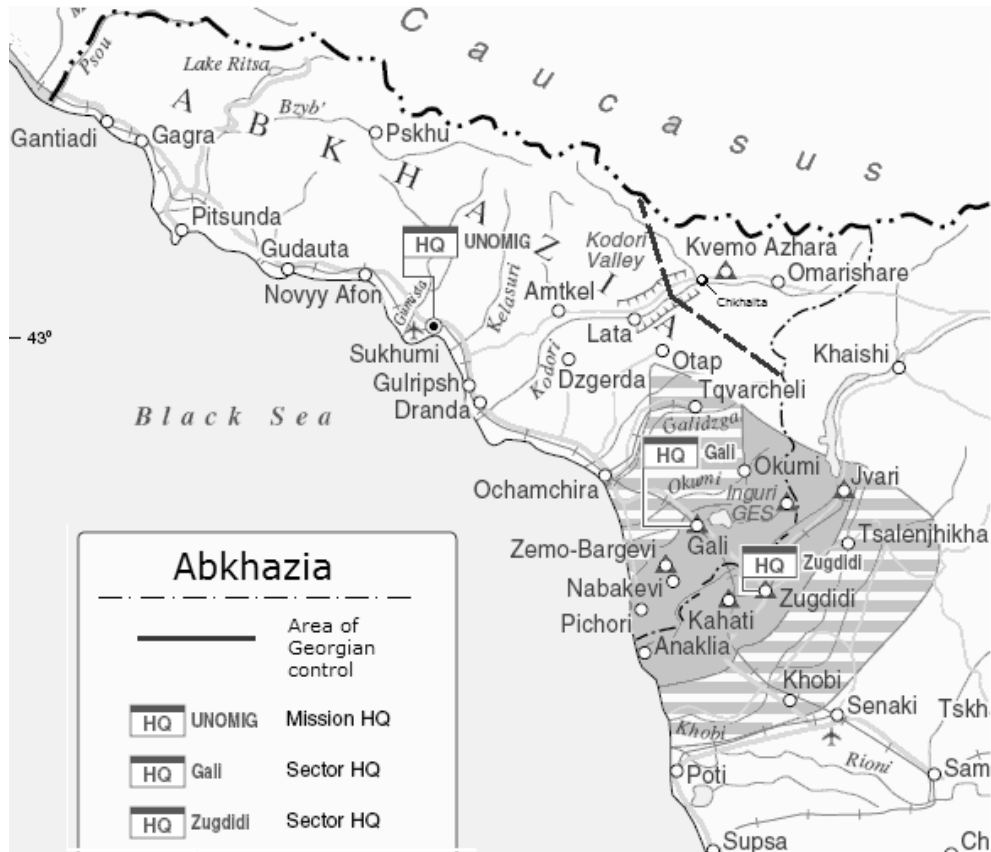 Caucasus
Psou
Lake Ritsa
ABKHAZIA
Bzyb'
Gantiadi
Gagra
Pskhu
Pitsunda
HQ UNOMIG
Kodori
Valley
Kvemo Azhara
Gudauta
Omarishare
Novyy Afon
Gumista
Kelasuri
Amtkel
Chkhalta
43°
Sukhumi
Lata
Otap
Khaishi
Kodori
Dzgerda
Gulripsh
Tqvarcheli
Dranda
Black Sea
Galidzga
HQ Gali
Okumi
Jvari
Ochamchira
Okumi
Inguri
GES
Gali
Tsalenjhikha
Zemo-Bargevi
HQ Zugdidi
Nabakevi
Zugdidi
Pichori
Kahati
Anaklia
Khobi
Senaki
Tskh
Khobi
Rioni
Poti
Sam
Supsa
Ch
Abkhazia
Area of
Georgian
control
HQ UNOMIG Mission HQ
HQ Gali Sector HQ
HQ Zugdidi Sector HQ